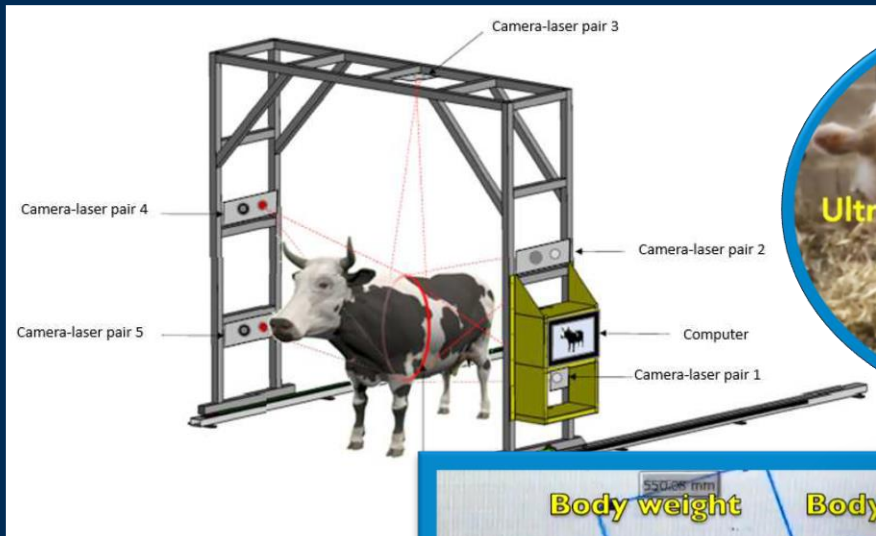 Camera-laser pair 3
Camera-laser pair 4
Camera-laser pair 2
Camera-laser pair 5
Computer
Camera-laser pair 1
Ultr
550.08 mm
Body weight
Body